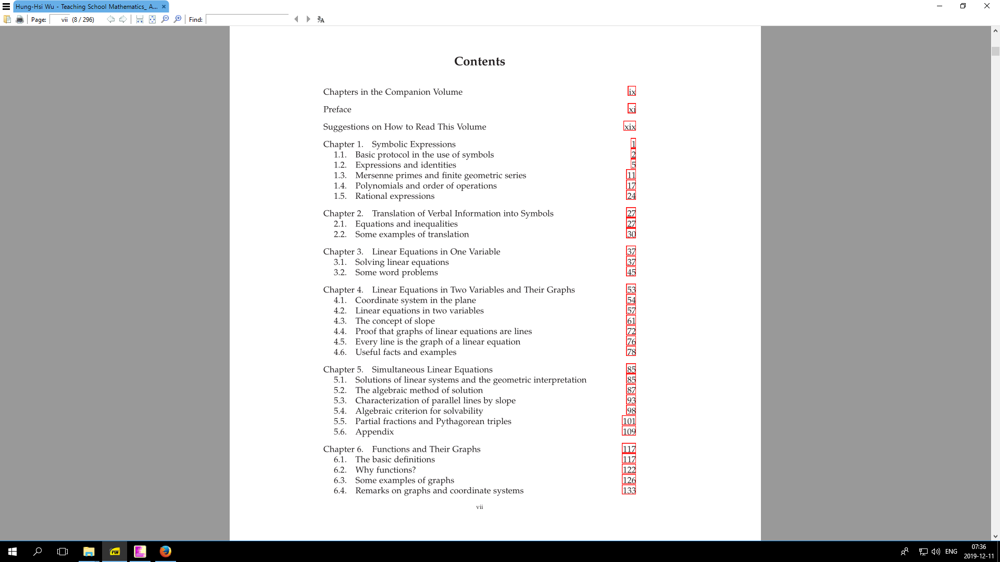 Hung-Hsi Wu - Teaching School Mathematics_ A...
Page: vii (8 / 296) Find:
Contents
Chapters in the Companion Volume ix
Preface xi
Suggestions on How to Read This Volume xix
Chapter 1. Symbolic Expressions 1
1.1. Basic protocol in the use of symbols 2
1.2. Expressions and identities 5
1.3. Mersenne primes and finite geometric series 11
1.4. Polynomials and order of operations 17
1.5. Rational expressions 24
Chapter 2. Translation of Verbal Information into Symbols 27
2.1. Equations and inequalities 27
2.2. Some examples of translation 30
Chapter 3. Linear Equations in One Variable 37
3.1. Solving linear equations 37
3.2. Some word problems 45
Chapter 4. Linear Equations in Two Variables and Their Graphs 53
4.1. Coordinate system in the plane 54
4.2. Linear equations in two variables 57
4.3. The concept of slope 61
4.4. Proof that graphs of linear equations are lines 72
4.5. Every line is the graph of a linear equation 76
4.6. Useful facts and examples 78
Chapter 5. Simultaneous Linear Equations 85
5.1. Solutions of linear systems and the geometric interpretation 85
5.2. The algebraic method of solution 87
5.3. Characterization of parallel lines by slope 93
5.4. Algebraic criterion for solvability 98
5.5. Partial fractions and Pythagorean triples 101
5.6. Appendix 109
Chapter 6. Functions and Their Graphs 117
6.1. The basic definitions 117
6.2. Why functions? 122
6.3. Some examples of graphs 126
6.4. Remarks on graphs and coordinate systems 133
vii
PDF
ENG
07:36
2019-12-11